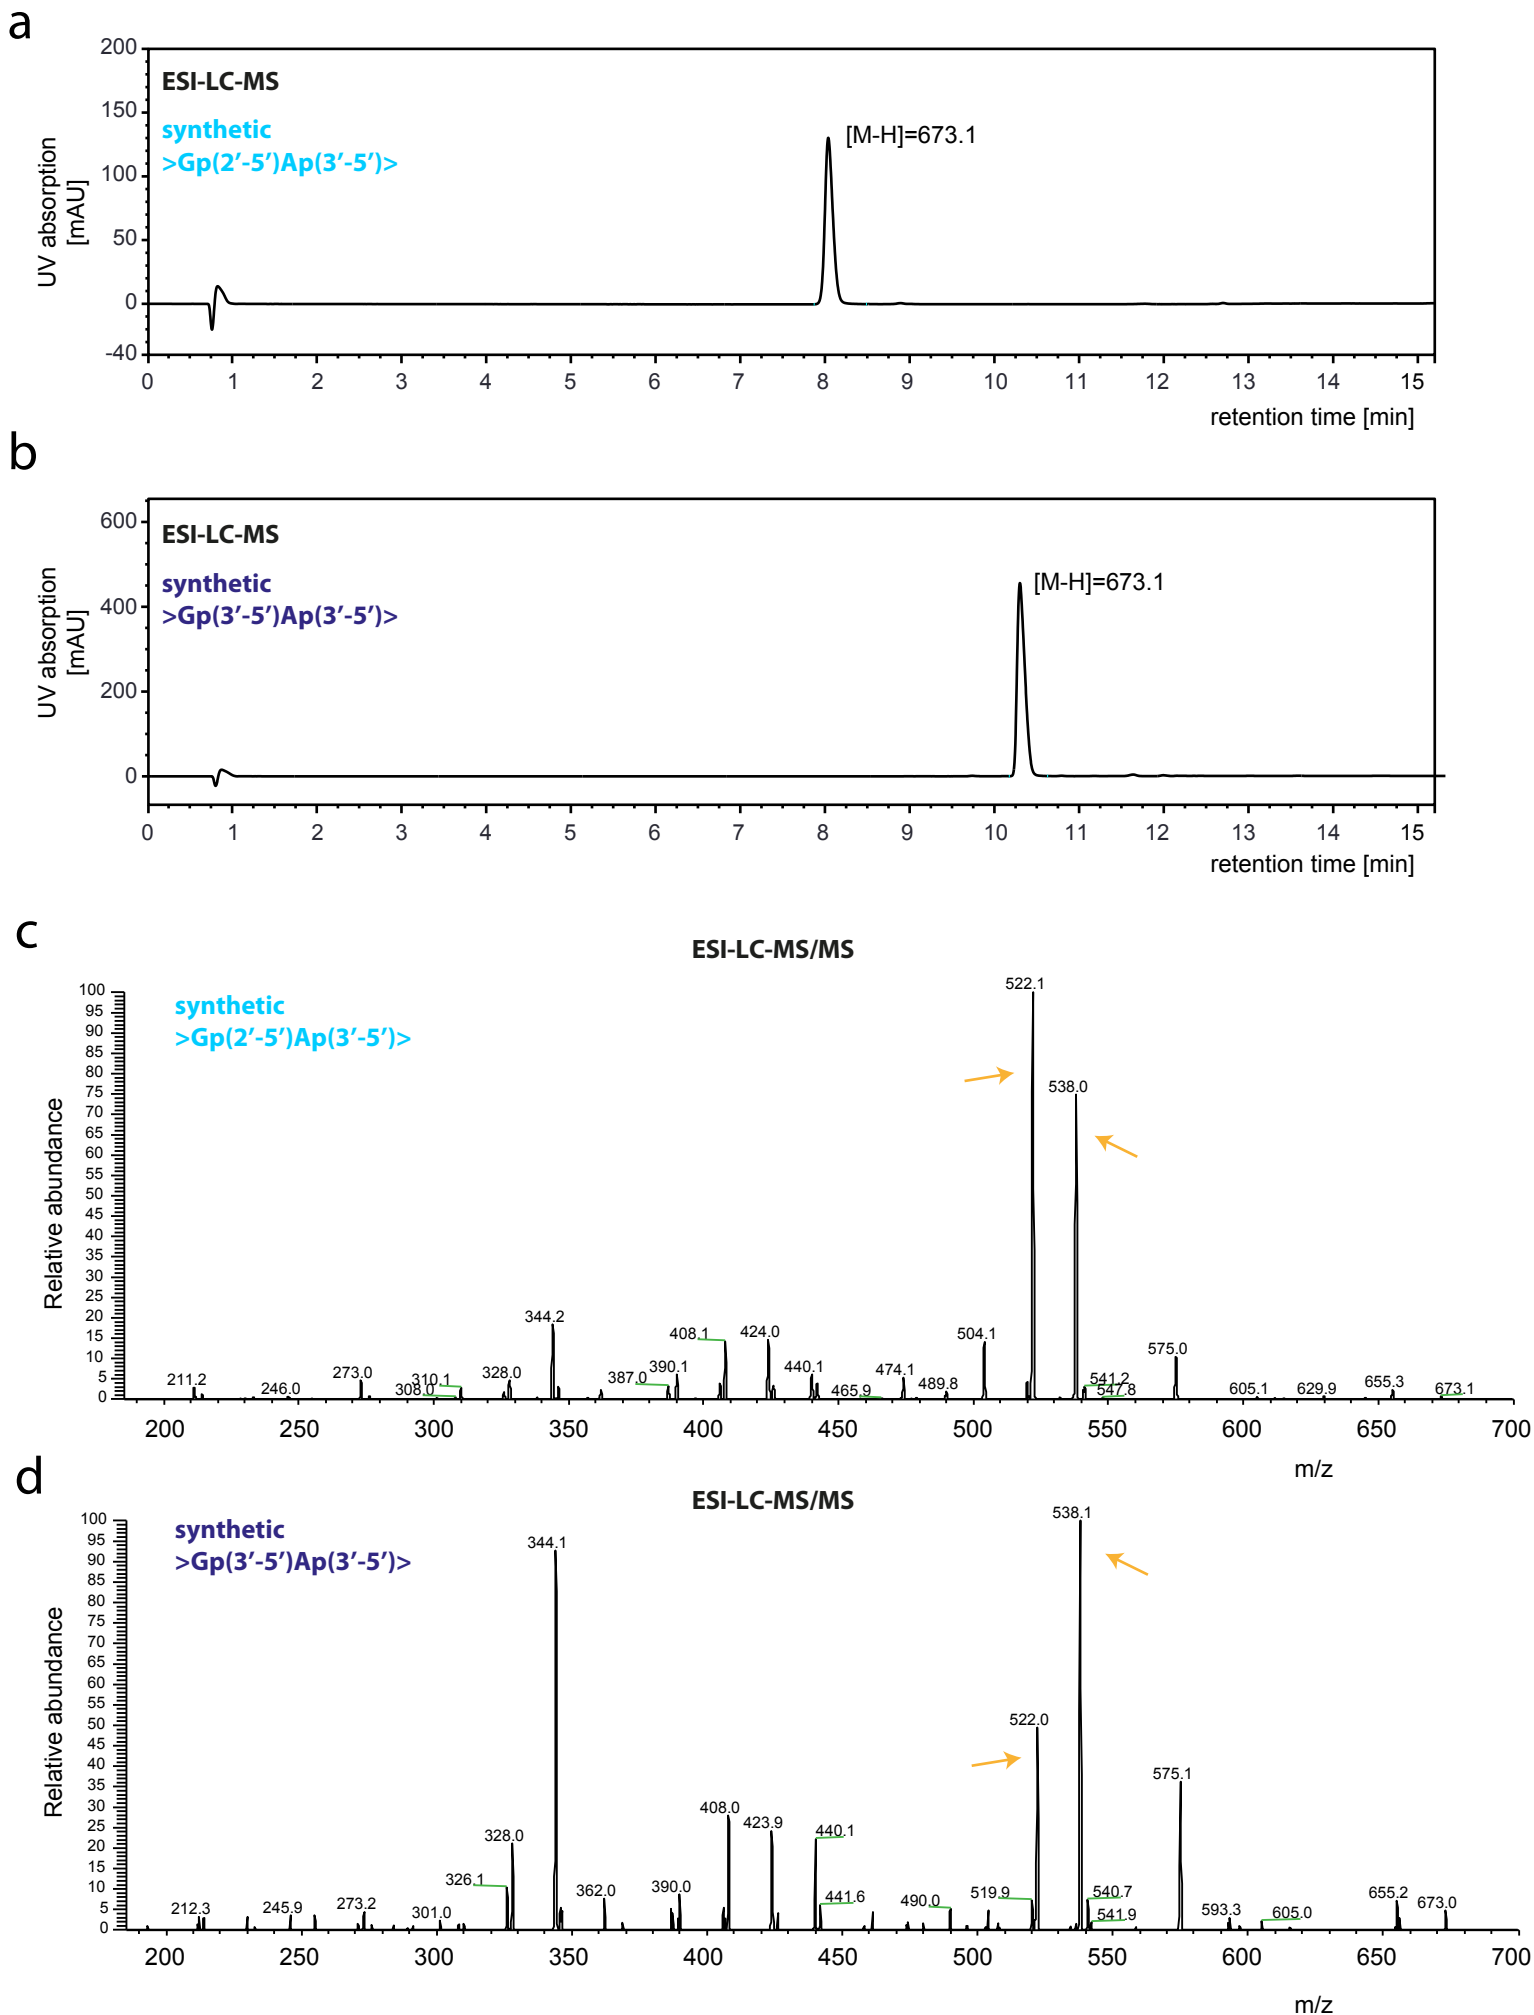 a
200
150
100
50
0
-40
UV absorption
[mAU]
ESI-LC-MS
synthetic
>Gp(2′-5′)Ap(3′-5′)>
[M-H]=673.1
0 1 2 3 4 5 6 7 8 9 10 11 12 13 14 15
retention time [min]
b
600
400
200
0
UV absorption
[mAU]
ESI-LC-MS
synthetic
>Gp(3′-5′)Ap(3′-5′)>
[M-H]=673.1
0 1 2 3 4 5 6 7 8 9 10 11 12 13 14 15
retention time [min]
c
ESI-LC-MS/MS
synthetic
>Gp(2′-5′)Ap(3′-5′)>
Relative abundance
100
95
90
85
80
75
70
65
60
55
50
45
40
35
30
25
20
15
10
5
0
211.2 246.0 273.0 308.0 310.1 328.0 344.2 387.0 390.1 408.1 424.0 440.1 465.9 474.1 489.8 504.1 522.1 538.0 541.2 547.8 575.0 605.1 629.9 655.3 673.1
200 250 300 350 400 450 500 550 600 650 700
m/z
d
ESI-LC-MS/MS
synthetic
>Gp(3′-5′)Ap(3′-5′)>
Relative abundance
100
95
90
85
80
75
70
65
60
55
50
45
40
35
30
25
20
15
10
5
0
212.3 245.9 273.2 301.0 326.1 328.0 344.1 362.0 390.0 408.0 423.9 440.1 441.6 490.0 519.9 522.0 538.1 540.7 541.9 575.1 593.3 605.0 655.2 673.0
200 250 300 350 400 450 500 550 600 650 700
m/z